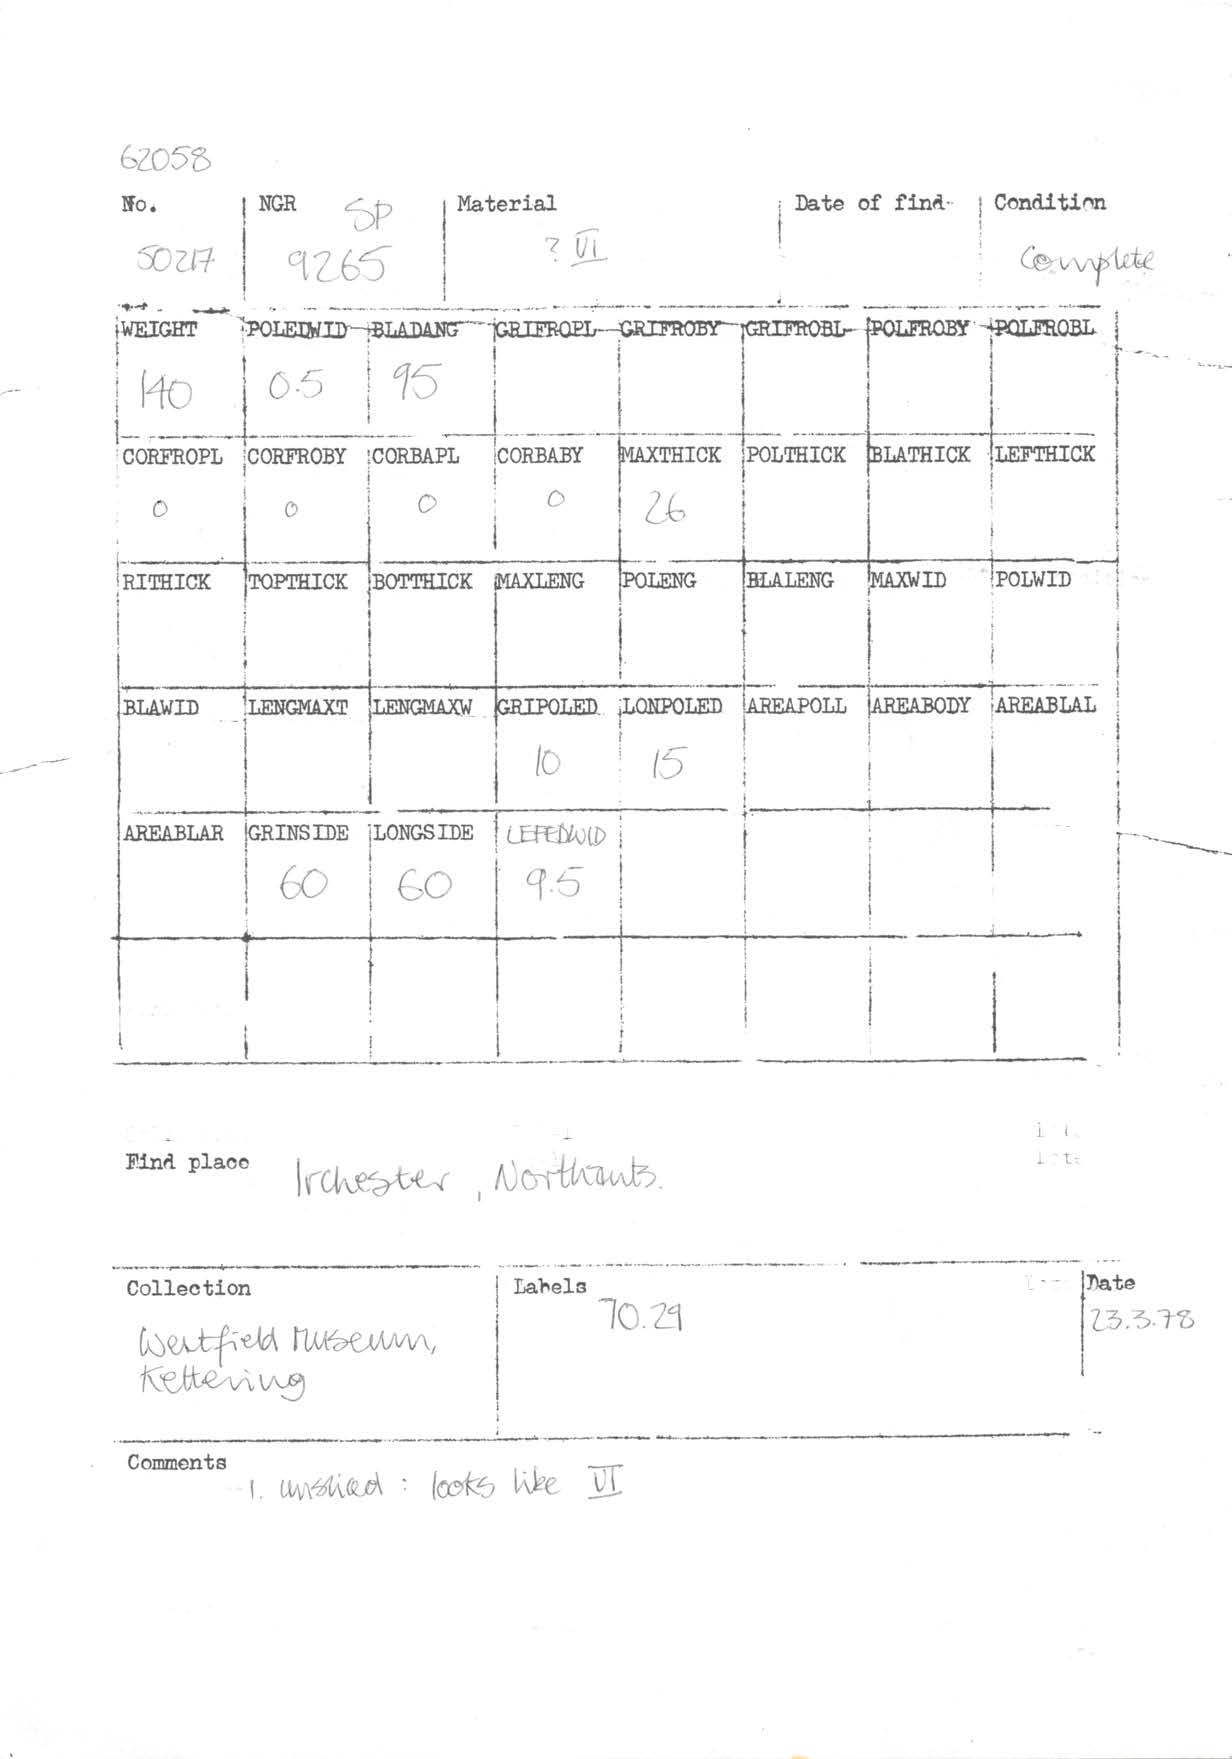 62058
No. NGR SP Material Date of find Condition
50217 9265 ? VI Complete
WEIGHT POLEDWID BLADANG GRIFROPL GRIFROBY GRIFROBL POLFROBY POLFROBL
140 0.5 95
CORFROPL CORFROBY CORBAPL CORBABY MAXTHICK POLTHICK BLATHICK LEFTHICK
0 0 0 0 26
RITHICK TOPTHICK BOTTHICK MAXLENG POLENG BLALENG MAXWID POLWID
BLAWID LENGMAXT LENGMAXW GRIPOLED LONPOLED AREAPOLL AREABODY AREABLAL
10 15
AREABLAR GRINSIDE LONGSIDE LEFEDWID
60 60 9.5
Find place Irchester, Northants.
Collection Labels Date
70.29 23.3.78
Westfield Museum,
Kettering
Comments
1. unsliced : looks like VI